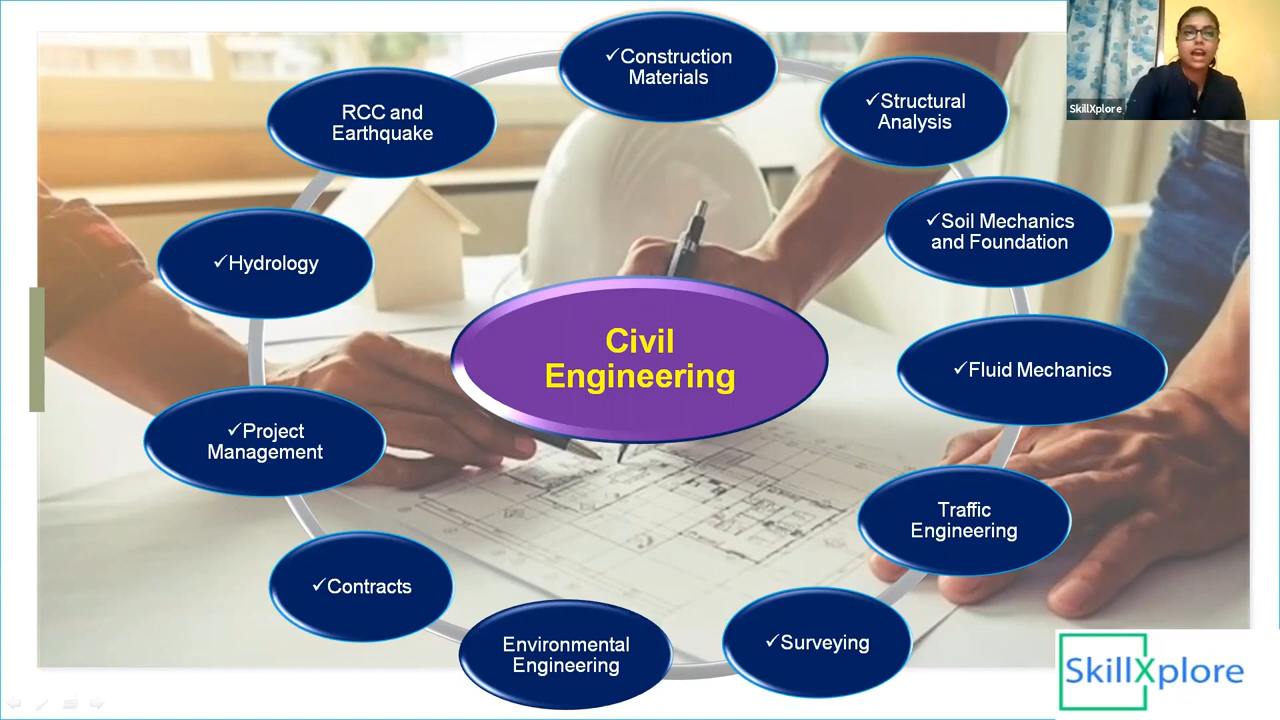 ✓Construction
Materials
✓Structural
Analysis
SkillXplore
RCC and
Earthquake
✓Soil Mechanics
and Foundation
✓Hydrology
Civil
Engineering
✓Fluid Mechanics
✓Project
Management
Traffic
Engineering
✓Contracts
Environmental
Engineering
✓Surveying
SkillXplore